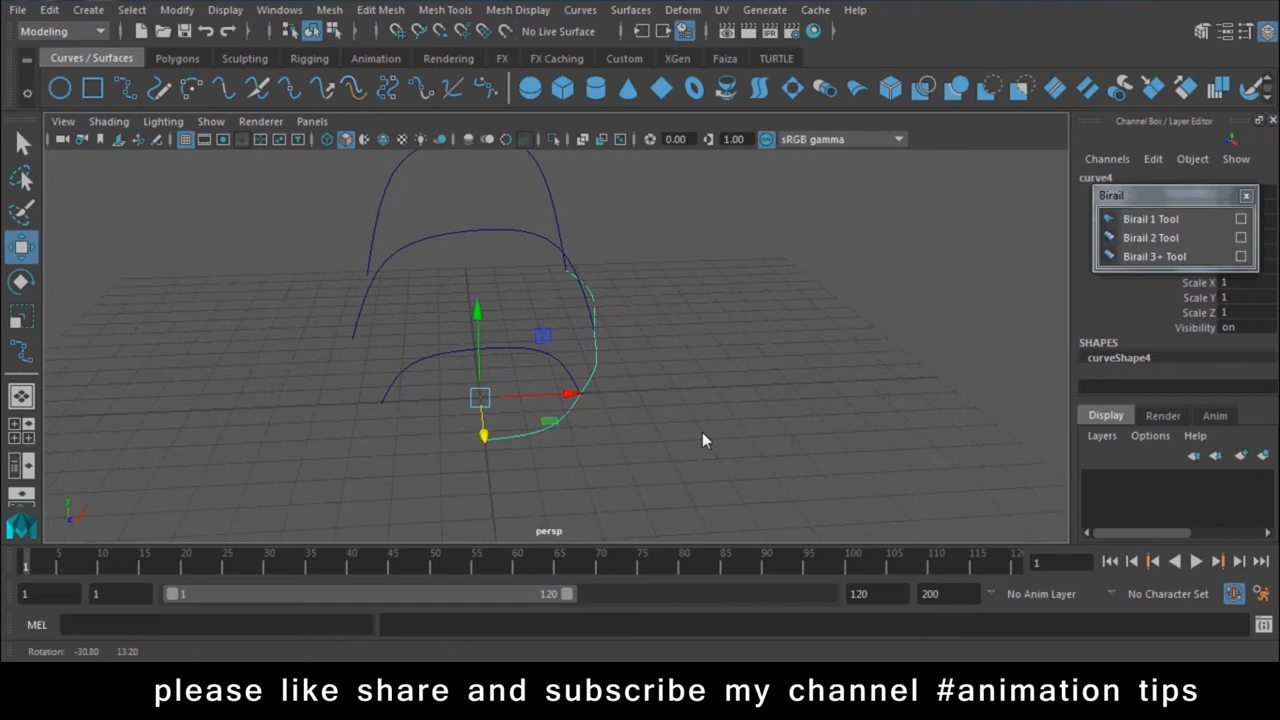 File Edit Create Select Modify Display Windows Mesh Edit Mesh Mesh Tools Mesh Display Curves Surfaces Deform UV Generate Cache Help
Modeling No Live Surface
Curves / Surfaces Polygons Sculpting Rigging Animation Rendering FX FX Caching Custom XGen Faiza TURTLE
View Shading Lighting Show Renderer Panels
0.00 1.00 sRGB gamma
Channel Box / Layer Editor
Channels Edit Object Show
curve4
Birail
Birail 1 Tool
Birail 2 Tool
Birail 3+ Tool
Scale X 1
Scale Y 1
Scale Z 1
Visibility on
SHAPES
curveShape4
Display Render Anim
Layers Options Help
persp
5 10 15 20 25 30 35 40 45 50 55 60 65 70 75 80 85 90 95 100 105 110 115 12
1 1
1 1 1 120 120 200 No Anim Layer No Character Set
MEL
Rotation: -30.80 13.20
please like share and subscribe my channel #animation tips